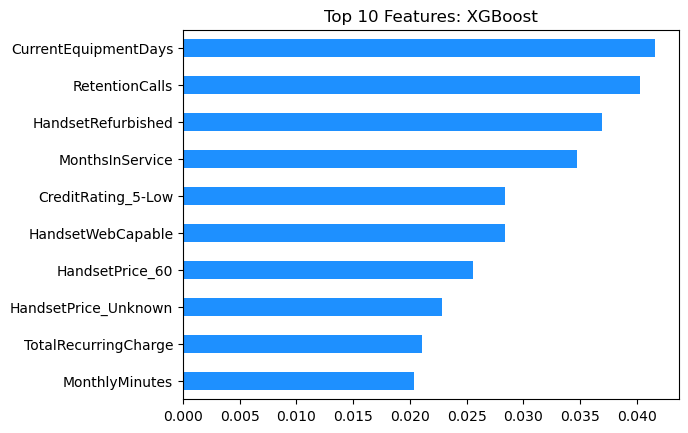 Top 10 Features: XGBoost
CurrentEquipmentDays
RetentionCalls
HandsetRefurbished
MonthsInService
CreditRating_5-Low
HandsetWebCapable
HandsetPrice_60
HandsetPrice_Unknown
TotalRecurringCharge
MonthlyMinutes
0.000 0.005 0.010 0.015 0.020 0.025 0.030 0.035 0.040